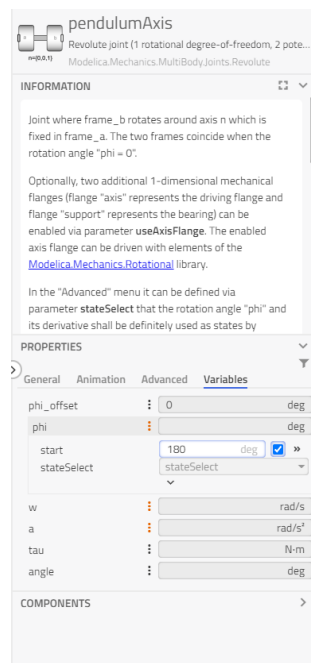 pendulumAxis
Revolute joint (1 rotational degree-of-freedom, 2 pote...
n={0,0,1}
Modelica.Mechanics.MultiBody.Joints.Revolute
INFORMATION
Joint where frame_b rotates around axis n which is
fixed in frame_a. The two frames coincide when the
rotation angle "phi = 0".
Optionally, two additional 1-dimensional mechanical
flanges (flange "axis" represents the driving flange and
flange "support" represents the bearing) can be
enabled via parameter useAxisFlange. The enabled
axis flange can be driven with elements of the
Modelica.Mechanics.Rotational library.
In the "Advanced" menu it can be defined via
parameter stateSelect that the rotation angle "phi" and
its derivative shall be definitely used as states by
PROPERTIES
General Animation Advanced Variables
phi_offset 0 deg
phi deg
start 180 deg
stateSelect stateSelect
w rad/s
a rad/s²
tau N·m
angle deg
COMPONENTS